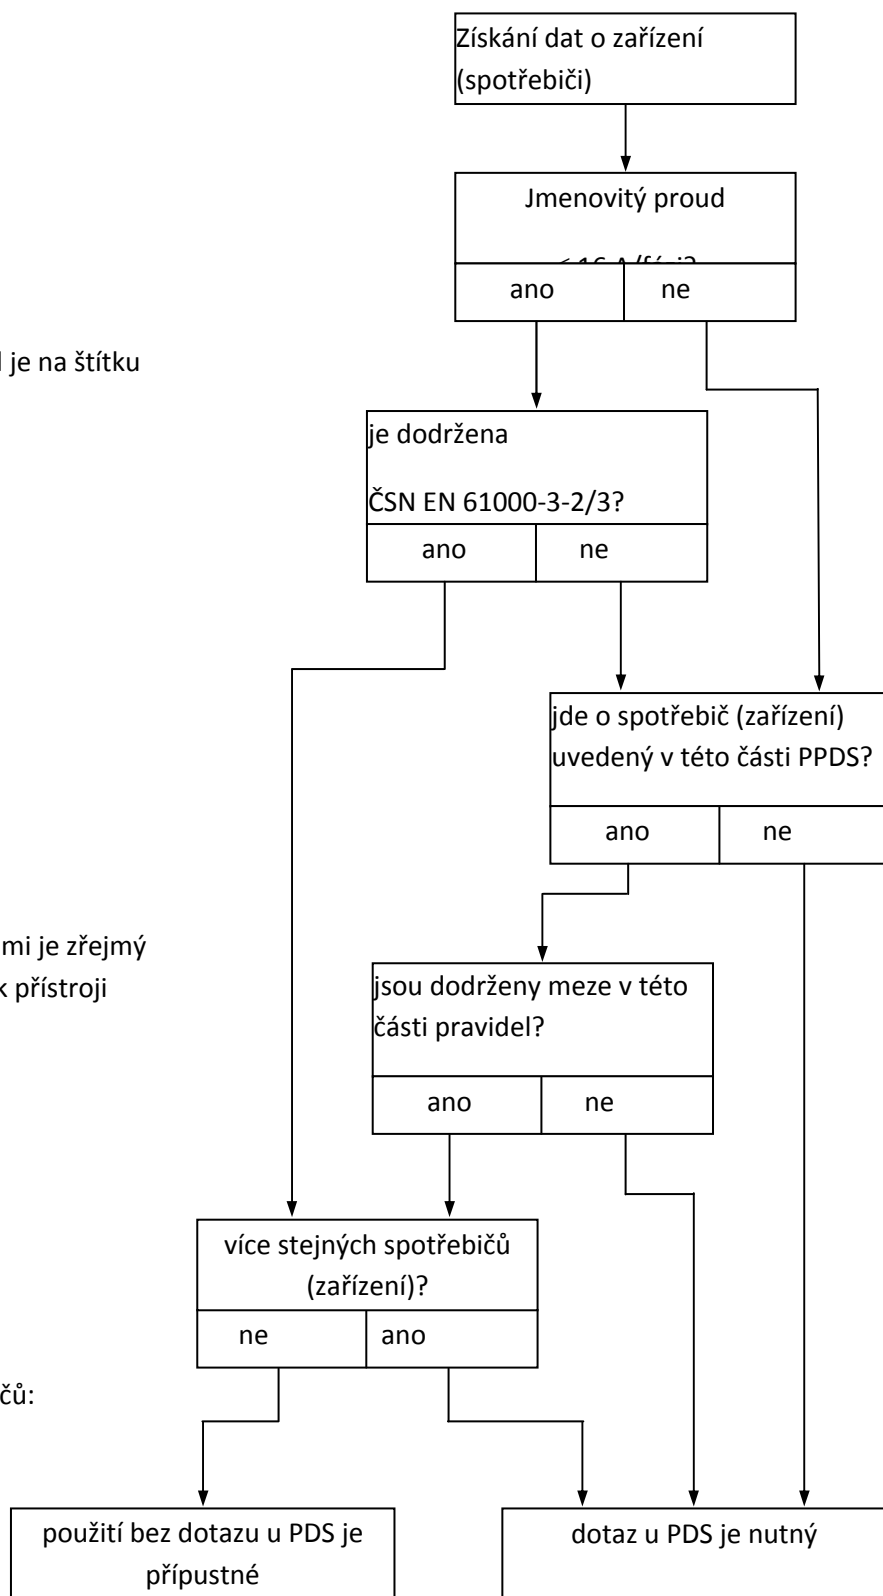 Získání dat o zařízení
(spotřebiči)
Jmenovitý proud
ano
ne
je na štítku
je dodržena
ČSN EN 61000-3-2/3?
ano
ne
jde o spotřebič (zařízení)
uvedený v této části PPDS?
ano
ne
mi je zřejmý
k přístroji
jsou dodrženy meze v této
části pravidel?
ano
ne
více stejných spotřebičů
(zařízení)?
ne
ano
čů:
použití bez dotazu u PDS je
přípustné
dotaz u PDS je nutný